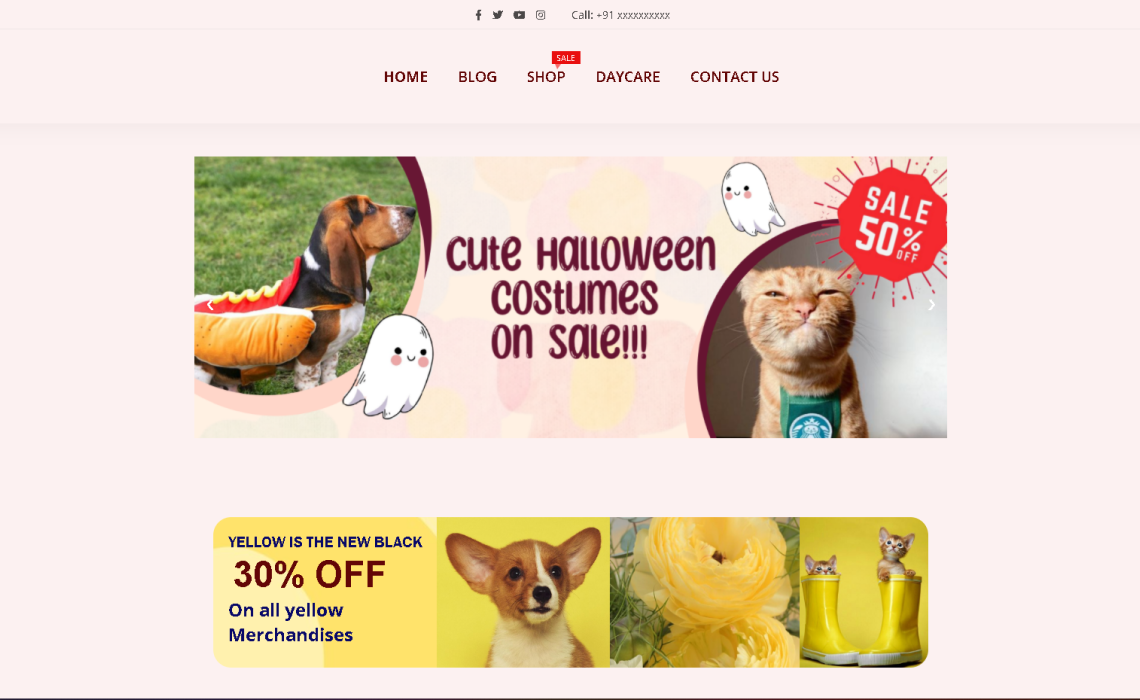 Call: +91 xxxxxxxxxx
SALE
HOME BLOG SHOP DAYCARE CONTACT US
cute Halloween
costumes
on sale!!!
SALE
50%
OFF
YELLOW IS THE NEW BLACK
30% OFF
On all yellow
Merchandises